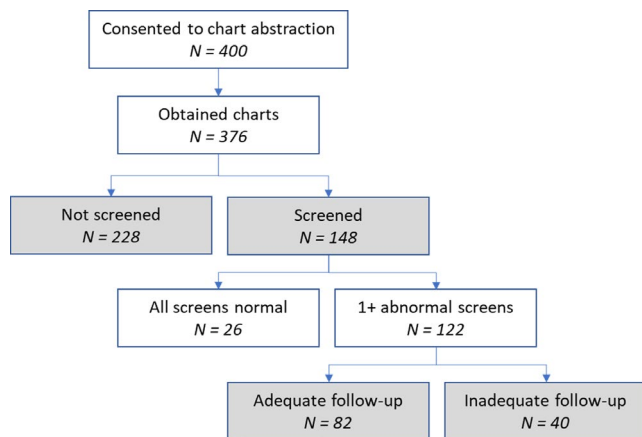 Consented to chart abstraction
N = 400
Obtained charts
N = 376
Not screened
N = 228
Screened
N = 148
All screens normal
N = 26
1+ abnormal screens
N = 122
Adequate follow-up
N = 82
Inadequate follow-up
N = 40